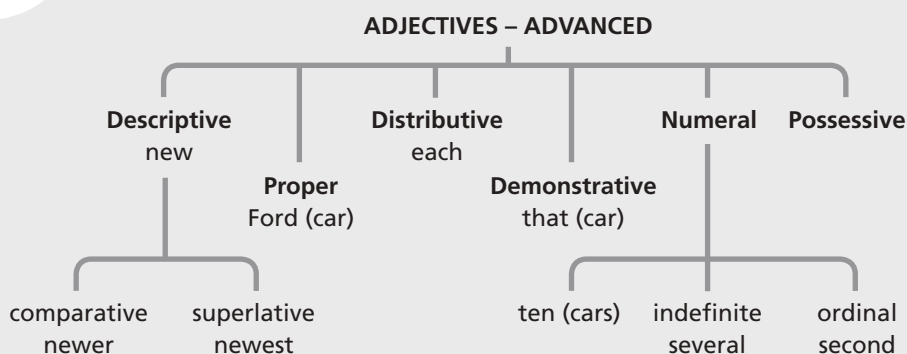 ADJECTIVES – ADVANCED
Descriptive
new
Distributive
each
Numeral
Possessive
Proper
Ford (car)
Demonstrative
that (car)
comparative
newer
superlative
newest
ten (cars)
indefinite
several
ordinal
second